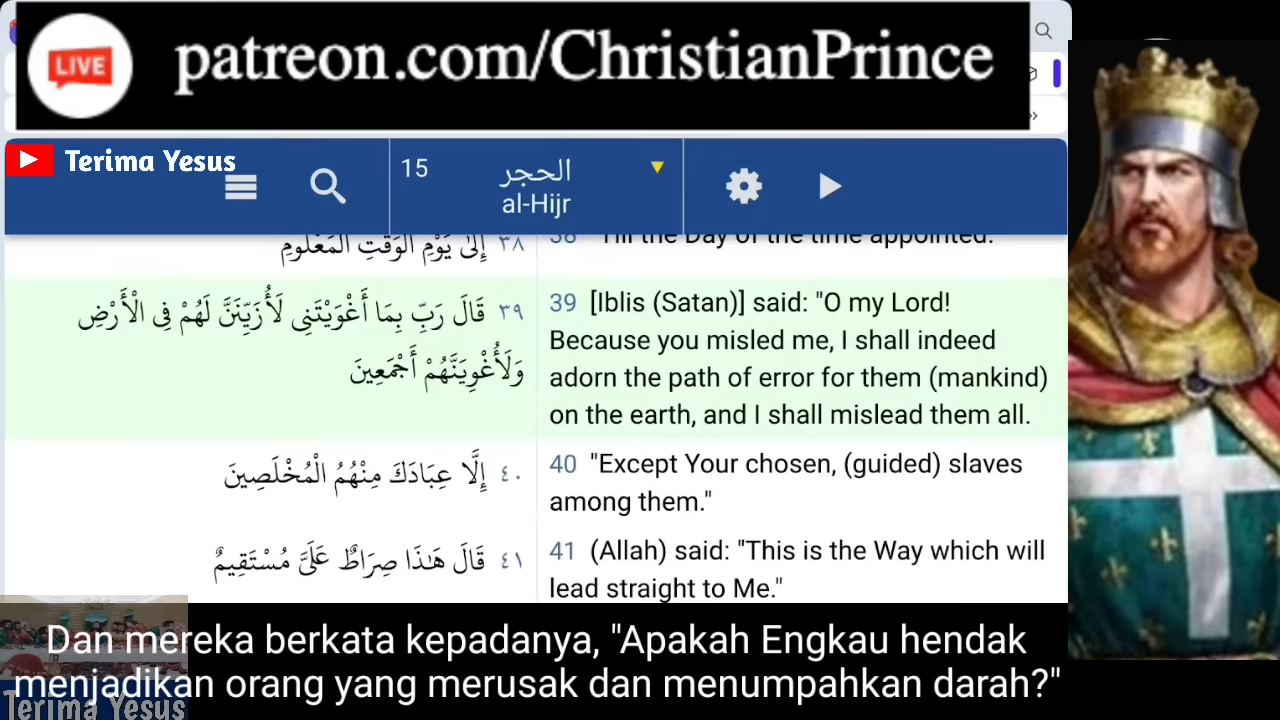 LIVE
patreon.com/ChristianPrince
Terima Yesus
15
الحجر
al-Hijr
٣٨ إِلَىٰ يَوْمِ الْوَقْتِ الْمَعْلُومِ
38 "Till the Day of the time appointed."
٣٩ قَالَ رَبِّ بِمَا أَغْوَيْتَنِى لَأُزَيِّنَنَّ لَهُمْ فِى الْأَرْضِ
وَلَأُغْوِيَنَّهُمْ أَجْمَعِينَ
39 [Iblis (Satan)] said: "O my Lord!
Because you misled me, I shall indeed
adorn the path of error for them (mankind)
on the earth, and I shall mislead them all.
٤٠ إِلَّا عِبَادَكَ مِنْهُمُ الْمُخْلَصِينَ
40 "Except Your chosen, (guided) slaves
among them."
٤١ قَالَ هَـٰذَا صِرَاطٌ عَلَىَّ مُسْتَقِيمٌ
41 (Allah) said: "This is the Way which will
lead straight to Me."
Dan mereka berkata kepadanya, "Apakah Engkau hendak
menjadikan orang yang merusak dan menumpahkan darah?"
Terima Yesus